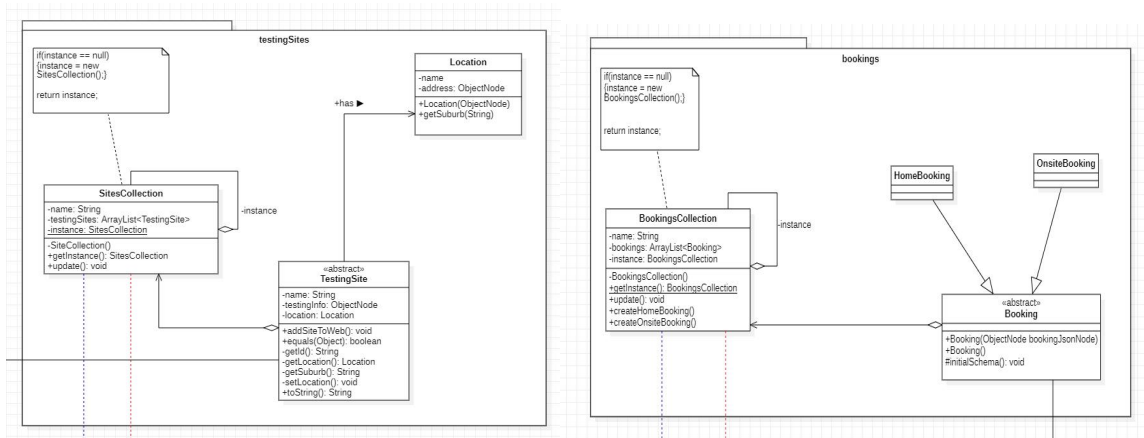 testingSites
if(instance == null)
{instance = new
SitesCollection();}
return instance;
Location
-name
-address: ObjectNode
+Location(ObjectNode)
+getSuburb(String)
+has ▶
SitesCollection
-name: String
-testingSites: ArrayList<TestingSite>
-instance: SitesCollection
-SiteCollection()
+getInstance(): SitesCollection
+update(): void
-instance
«abstract»
TestingSite
-name: String
-testingInfo: ObjectNode
-location: Location
+addSiteToWeb(): void
+equals(Object): boolean
-getId(): String
-getLocation(): Location
-getSuburb(): String
-setLocation(): void
+toString(): String
bookings
if(instance == null)
{instance = new
BookingsCollection();}
return instance;
HomeBooking
OnsiteBooking
BookingsCollection
-name: String
-bookings: ArrayList<Booking>
-instance: BookingsCollection
-BookingsCollection()
+getInstance(): BookingsCollection
+update(): void
+createHomeBooking()
+createOnsiteBooking()
-instance
«abstract»
Booking
+Booking(ObjectNode bookingJsonNode)
+Booking()
#initialSchema(): void